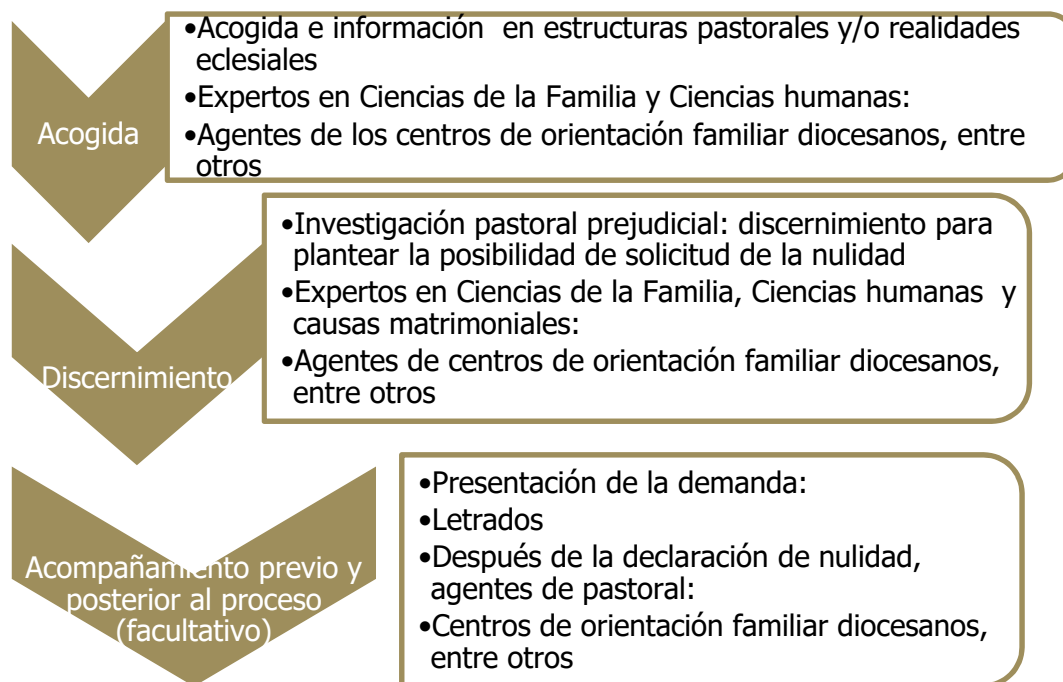 Acogida
•Acogida e información en estructuras pastorales y/o realidades
eclesiales
•Expertos en Ciencias de la Familia y Ciencias humanas:
•Agentes de los centros de orientación familiar diocesanos, entre
otros
Discernimiento
•Investigación pastoral prejudicial: discernimiento para
plantear la posibilidad de solicitud de la nulidad
•Expertos en Ciencias de la Familia, Ciencias humanas y
causas matrimoniales:
•Agentes de centros de orientación familiar diocesanos,
entre otros
Acompañamiento previo y
posterior al proceso
(facultativo)
•Presentación de la demanda:
•Letrados
•Después de la declaración de nulidad,
agentes de pastoral:
•Centros de orientación familiar diocesanos,
entre otros